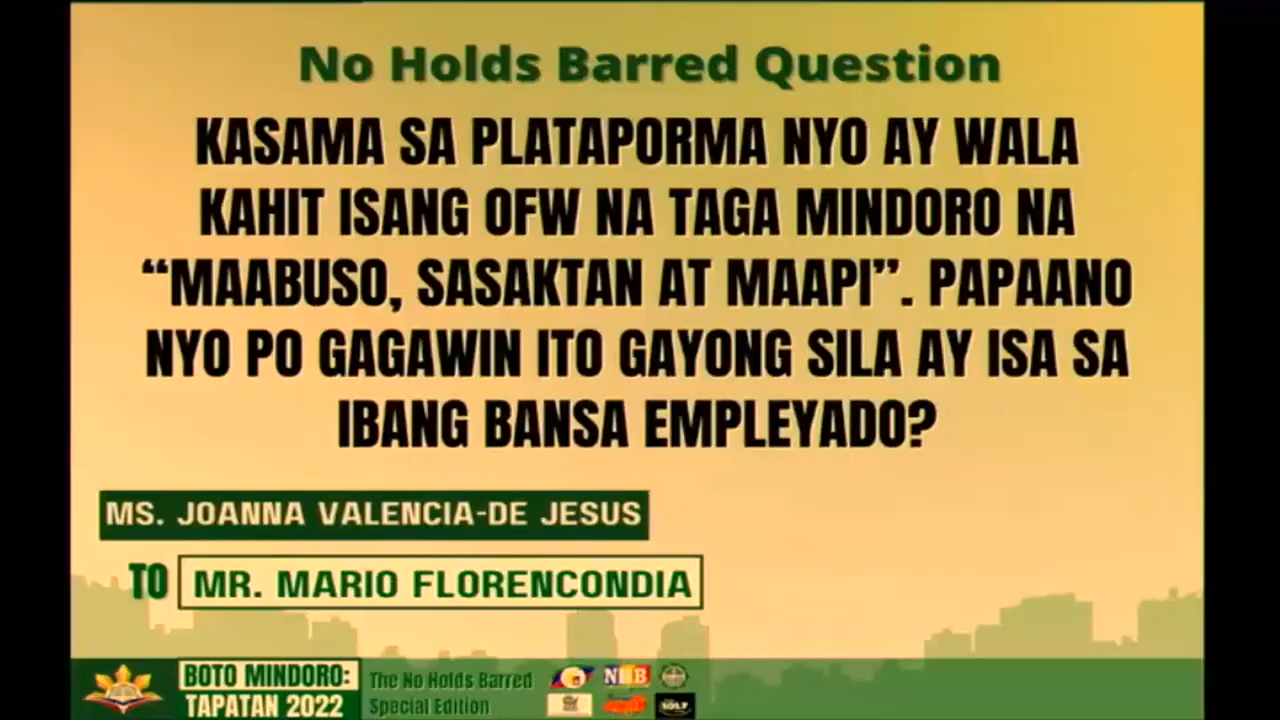 No Holds Barred Question
KASAMA SA PLATAPORMA NYO AY WALA
KAHIT ISANG OFW NA TAGA MINDORO NA
“MAABUSO, SASAKTAN AT MAAPI”. PAPAANO
NYO PO GAGAWIN ITO GAYONG SILA AY ISA SA
IBANG BANSA EMPLEYADO?
MS. JOANNA VALENCIA-DE JESUS
TO MR. MARIO FLORENCONDIA
BOTO MINDORO:
TAPATAN 2022
The No Holds Barred
Special Edition